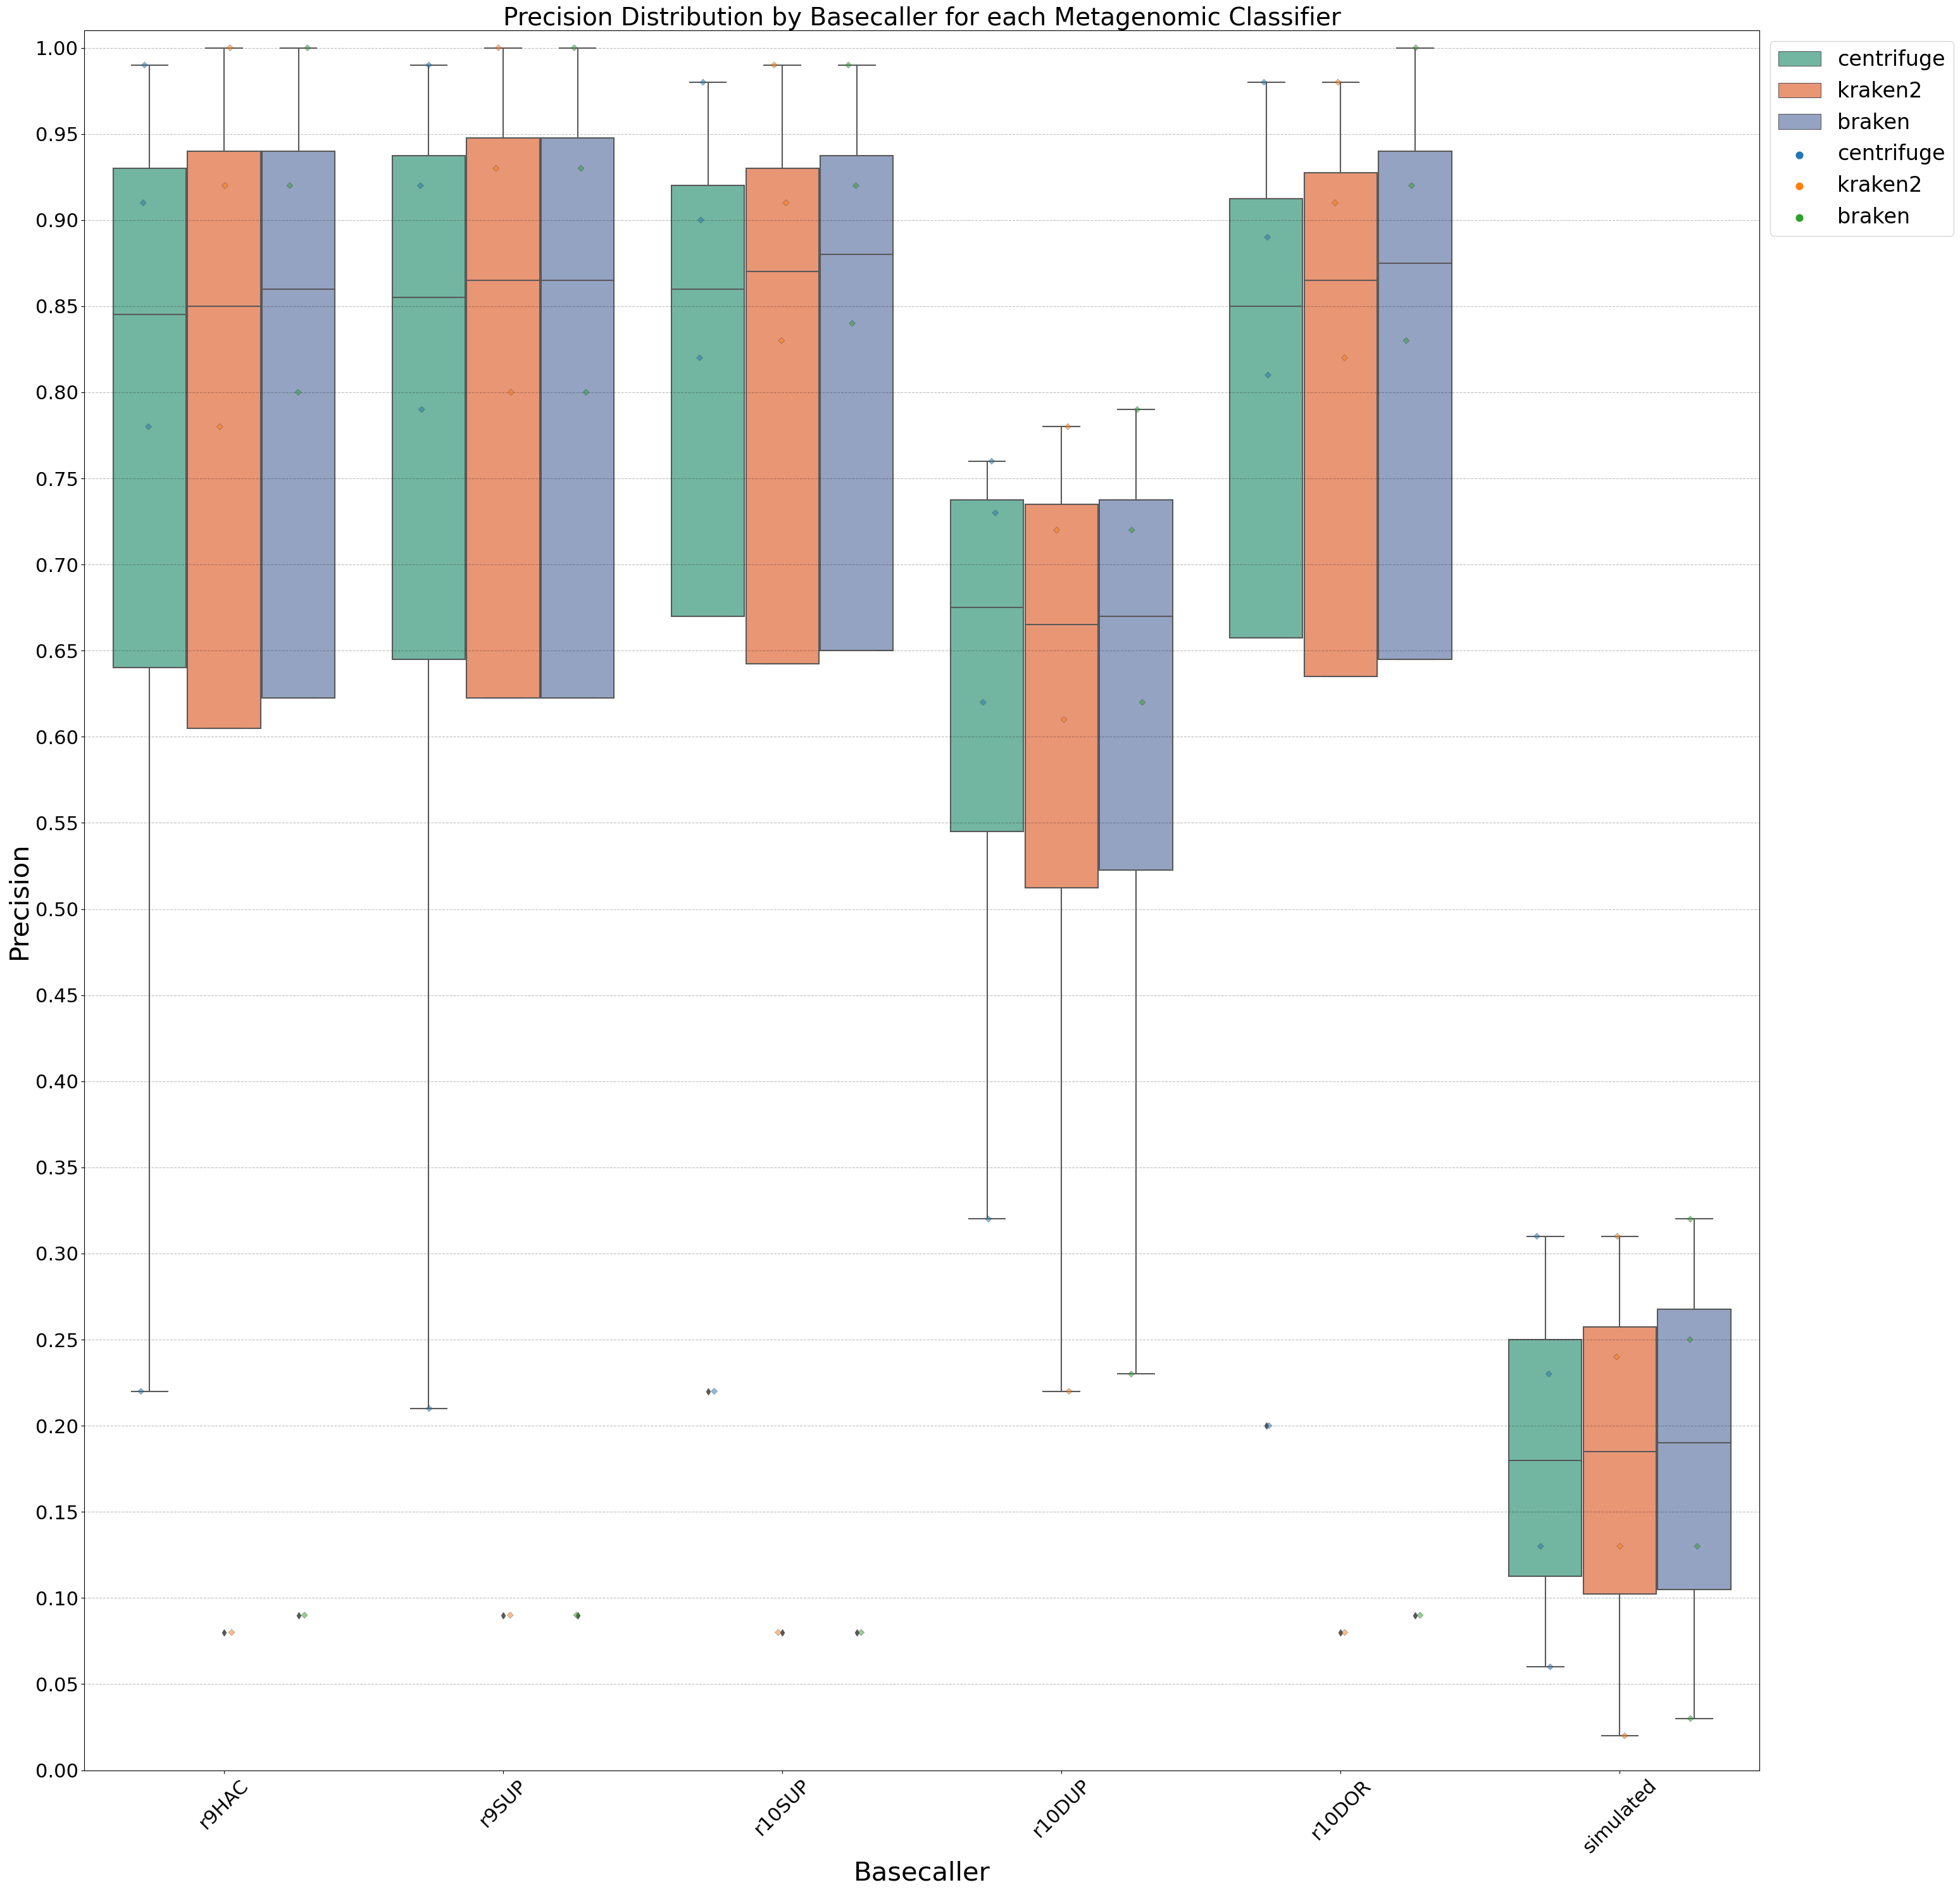 Precision Distribution by Basecaller for each Metagenomic Classifier
1.00
0.95
0.90
0.85
0.80
0.75
0.70
0.65
0.60
0.55
0.50
0.45
0.40
0.35
0.30
0.25
0.20
0.15
0.10
0.05
0.00
Precision
r9HAC
r9SUP
r10SUP
r10DUP
r10DOR
simulated
Basecaller
centrifuge
kraken2
braken
centrifuge
kraken2
braken